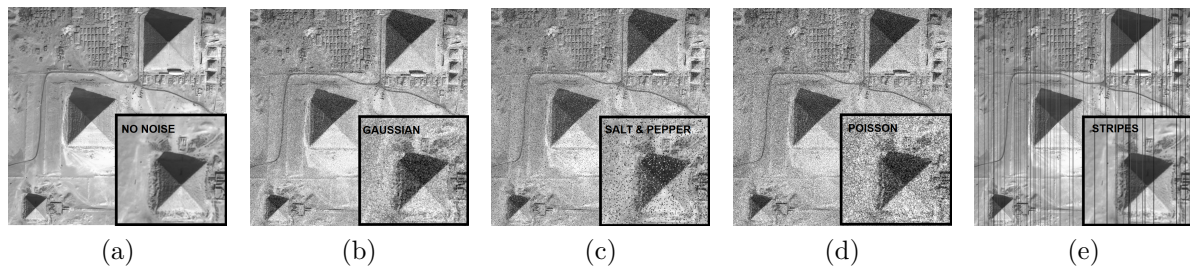 NO NOISE
GAUSSIAN
SALT & PEPPER
POISSON
STRIPES
(a)
(b)
(c)
(d)
(e)